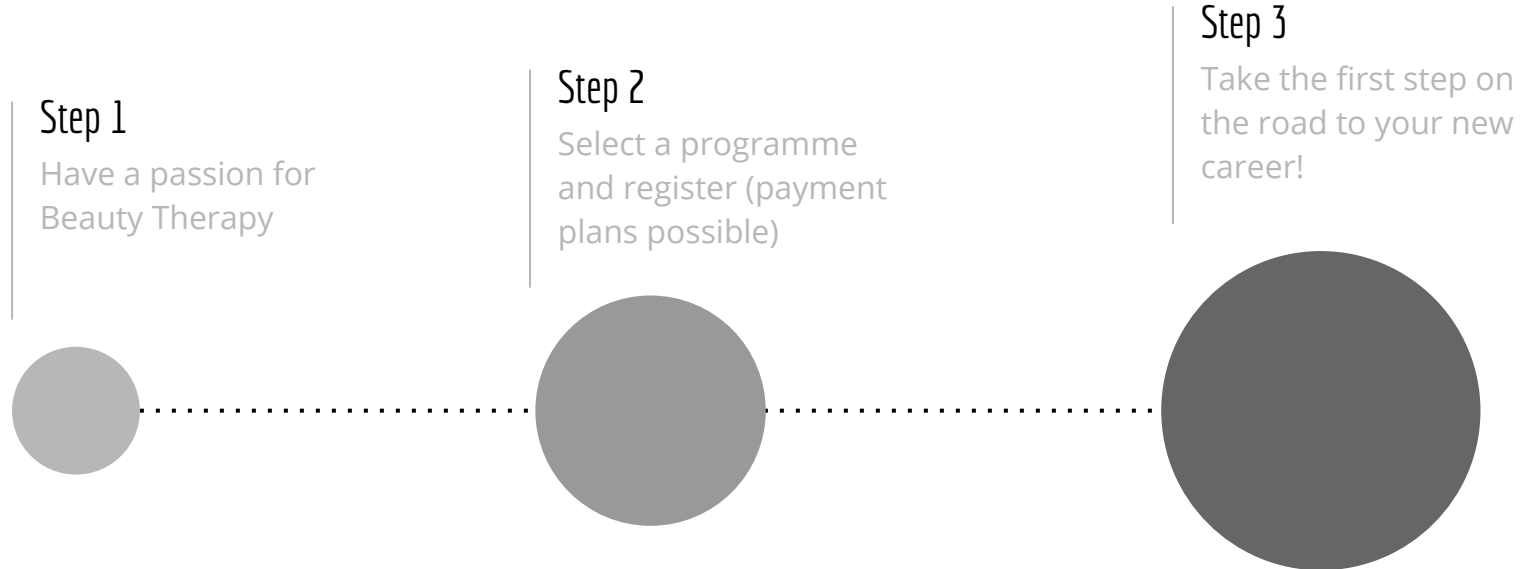 Step 1
Have a passion for
Beauty Therapy
Step 2
Select a programme
and register (payment
plans possible)
Step 3
Take the first step on
the road to your new
career!